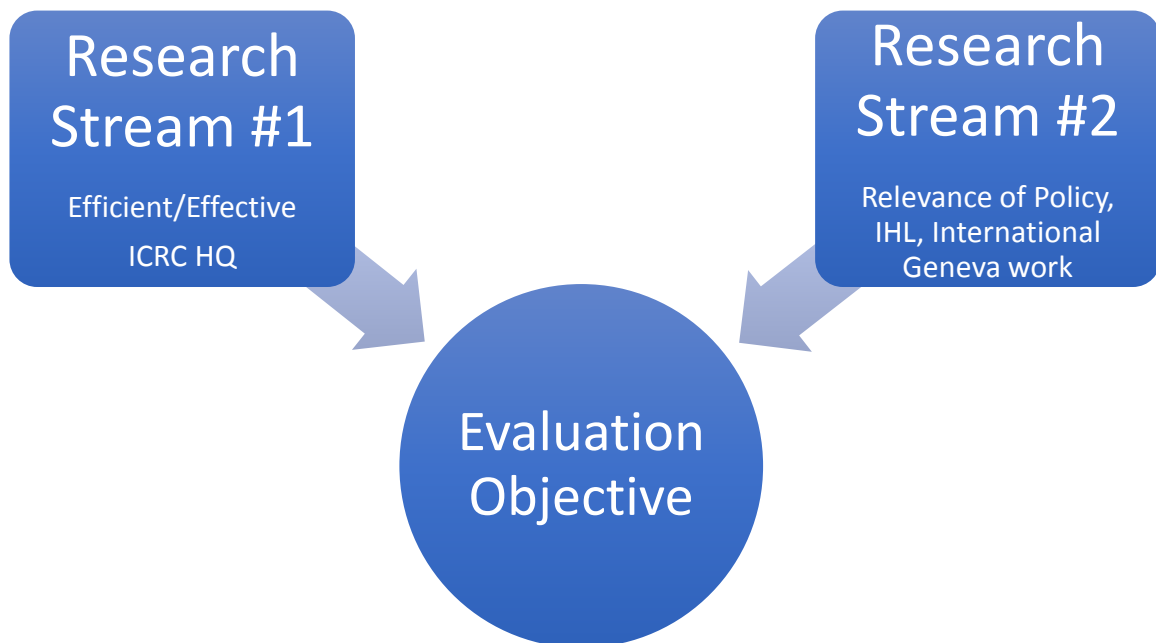 Research
Stream #1
Efficient/Effective
ICRC HQ
Research
Stream #2
Relevance of Policy,
IHL, International
Geneva work
Evaluation
Objective